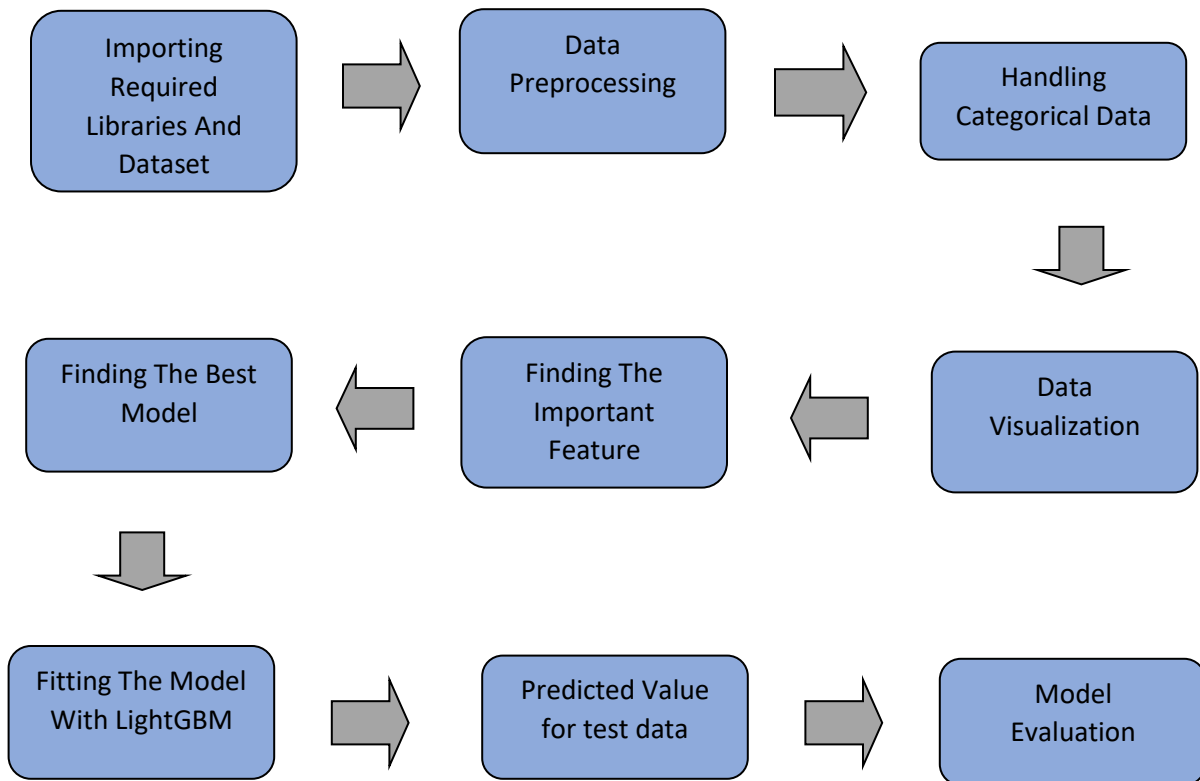 Importing
Required
Libraries And
Dataset
Data
Preprocessing
Handling
Categorical Data
Data
Visualization
Finding The
Important
Feature
Finding The Best
Model
Fitting The Model
With LightGBM
Predicted Value
for test data
Model
Evaluation